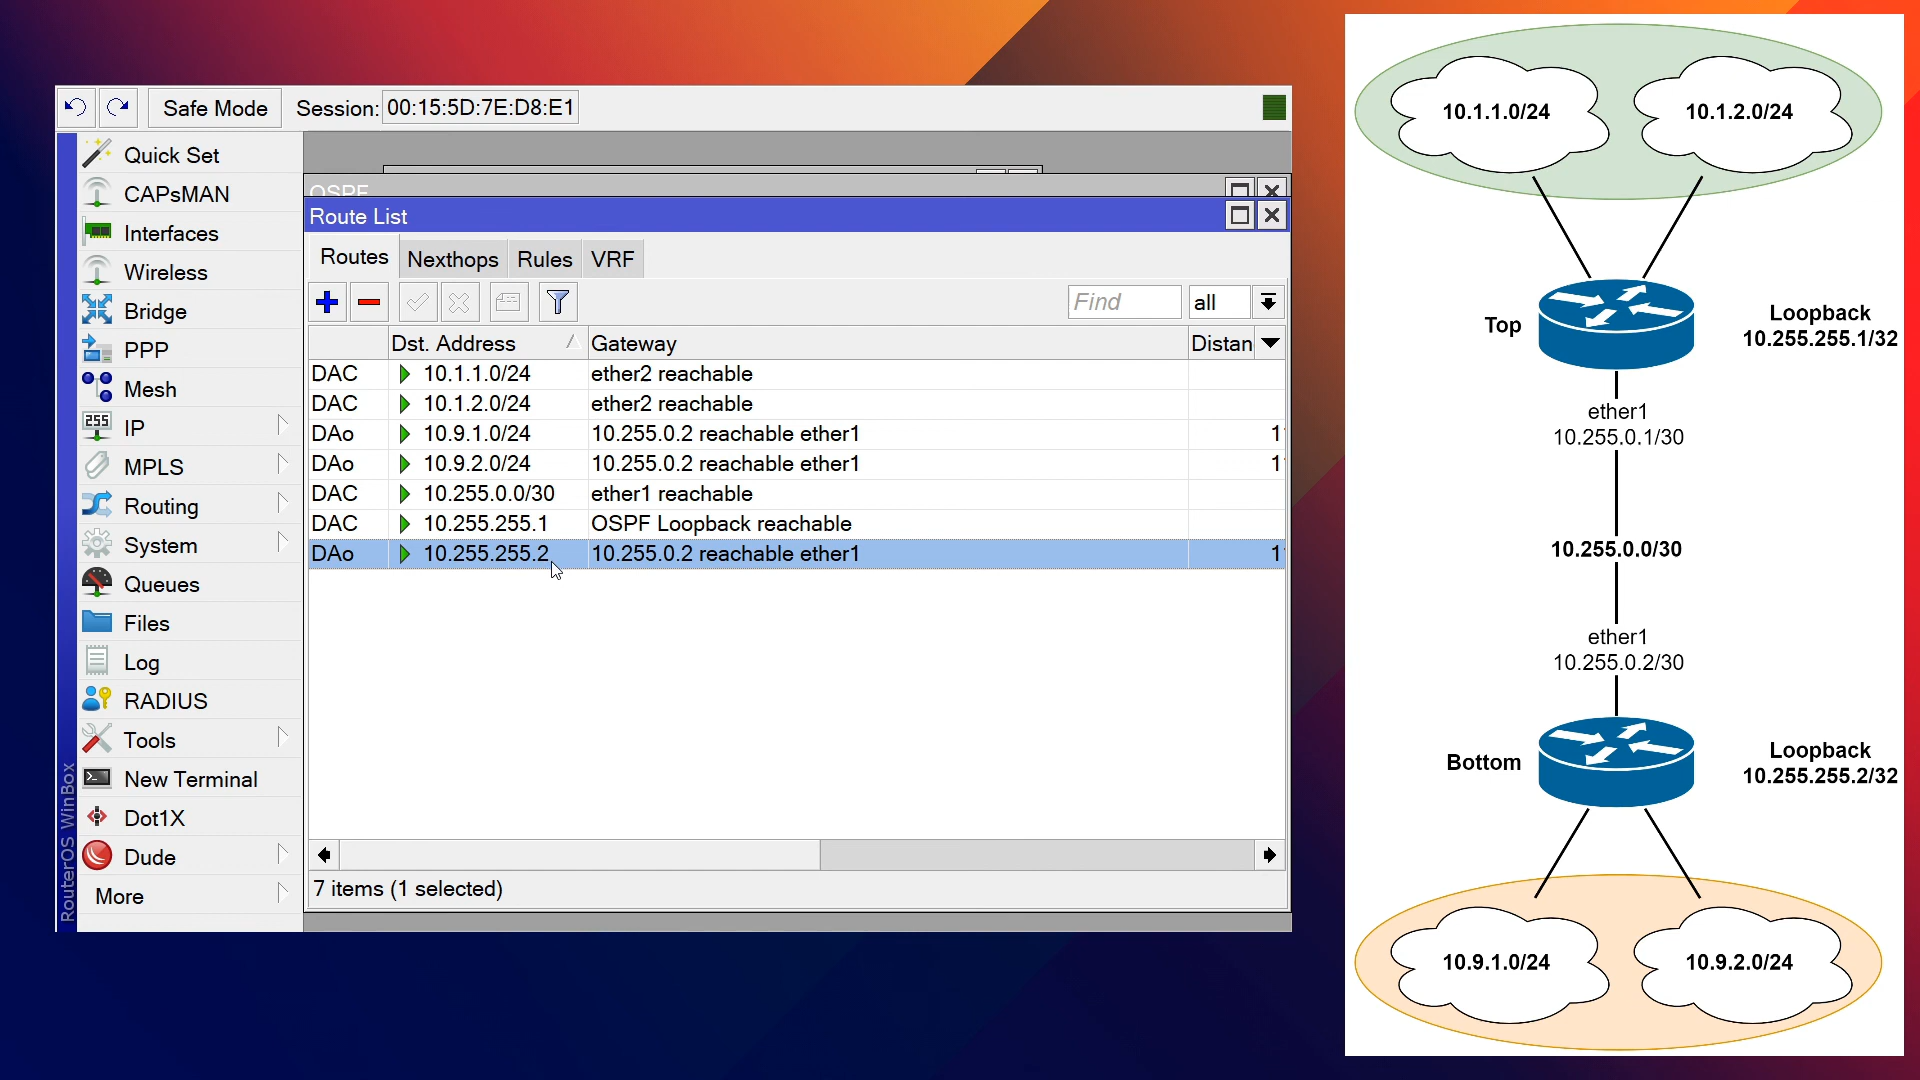 Safe Mode Session: 00:15:5D:7E:D8:E1
Quick Set
CAPsMAN
Interfaces
Wireless
Bridge
PPP
Mesh
IP
MPLS
Routing
System
Queues
Files
Log
RADIUS
Tools
New Terminal
Dot1X
Dude
More
RouterOS WinBox
OSPF
Route List
Routes Nexthops Rules VRF
Find all
Dst. Address Gateway Distan
DAC 10.1.1.0/24 ether2 reachable
DAC 10.1.2.0/24 ether2 reachable
DAo 10.9.1.0/24 10.255.0.2 reachable ether1
DAo 10.9.2.0/24 10.255.0.2 reachable ether1
DAC 10.255.0.0/30 ether1 reachable
DAC 10.255.255.1 OSPF Loopback reachable
DAo 10.255.255.2 10.255.0.2 reachable ether1
7 items (1 selected)
10.1.1.0/24 10.1.2.0/24
Top
Loopback
10.255.255.1/32
ether1
10.255.0.1/30
10.255.0.0/30
ether1
10.255.0.2/30
Bottom
Loopback
10.255.255.2/32
10.9.1.0/24 10.9.2.0/24